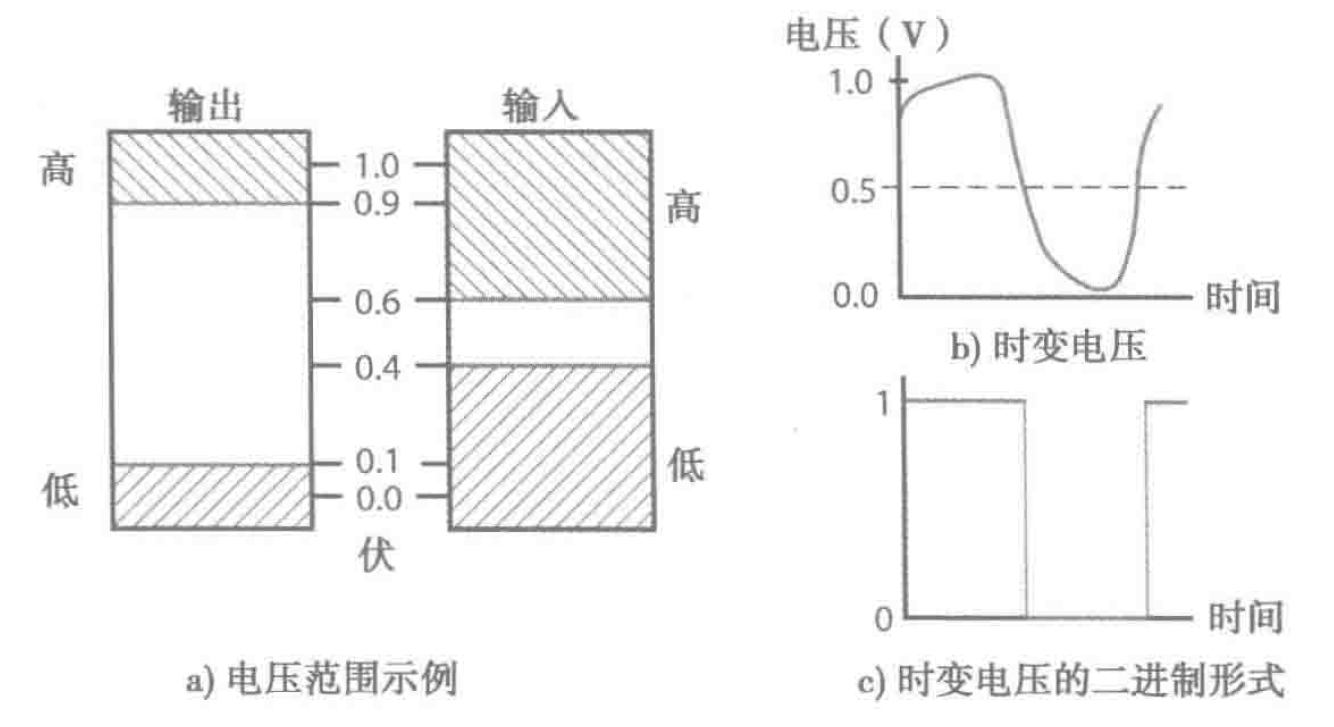 输出
输入
高
1.0
0.9
高
0.6
0.4
0.1
低
低
0.0
伏
a) 电压范围示例
电压（V）
1.0
0.5
0.0
时间
b) 时变电压
1
0
时间
c) 时变电压的二进制形式